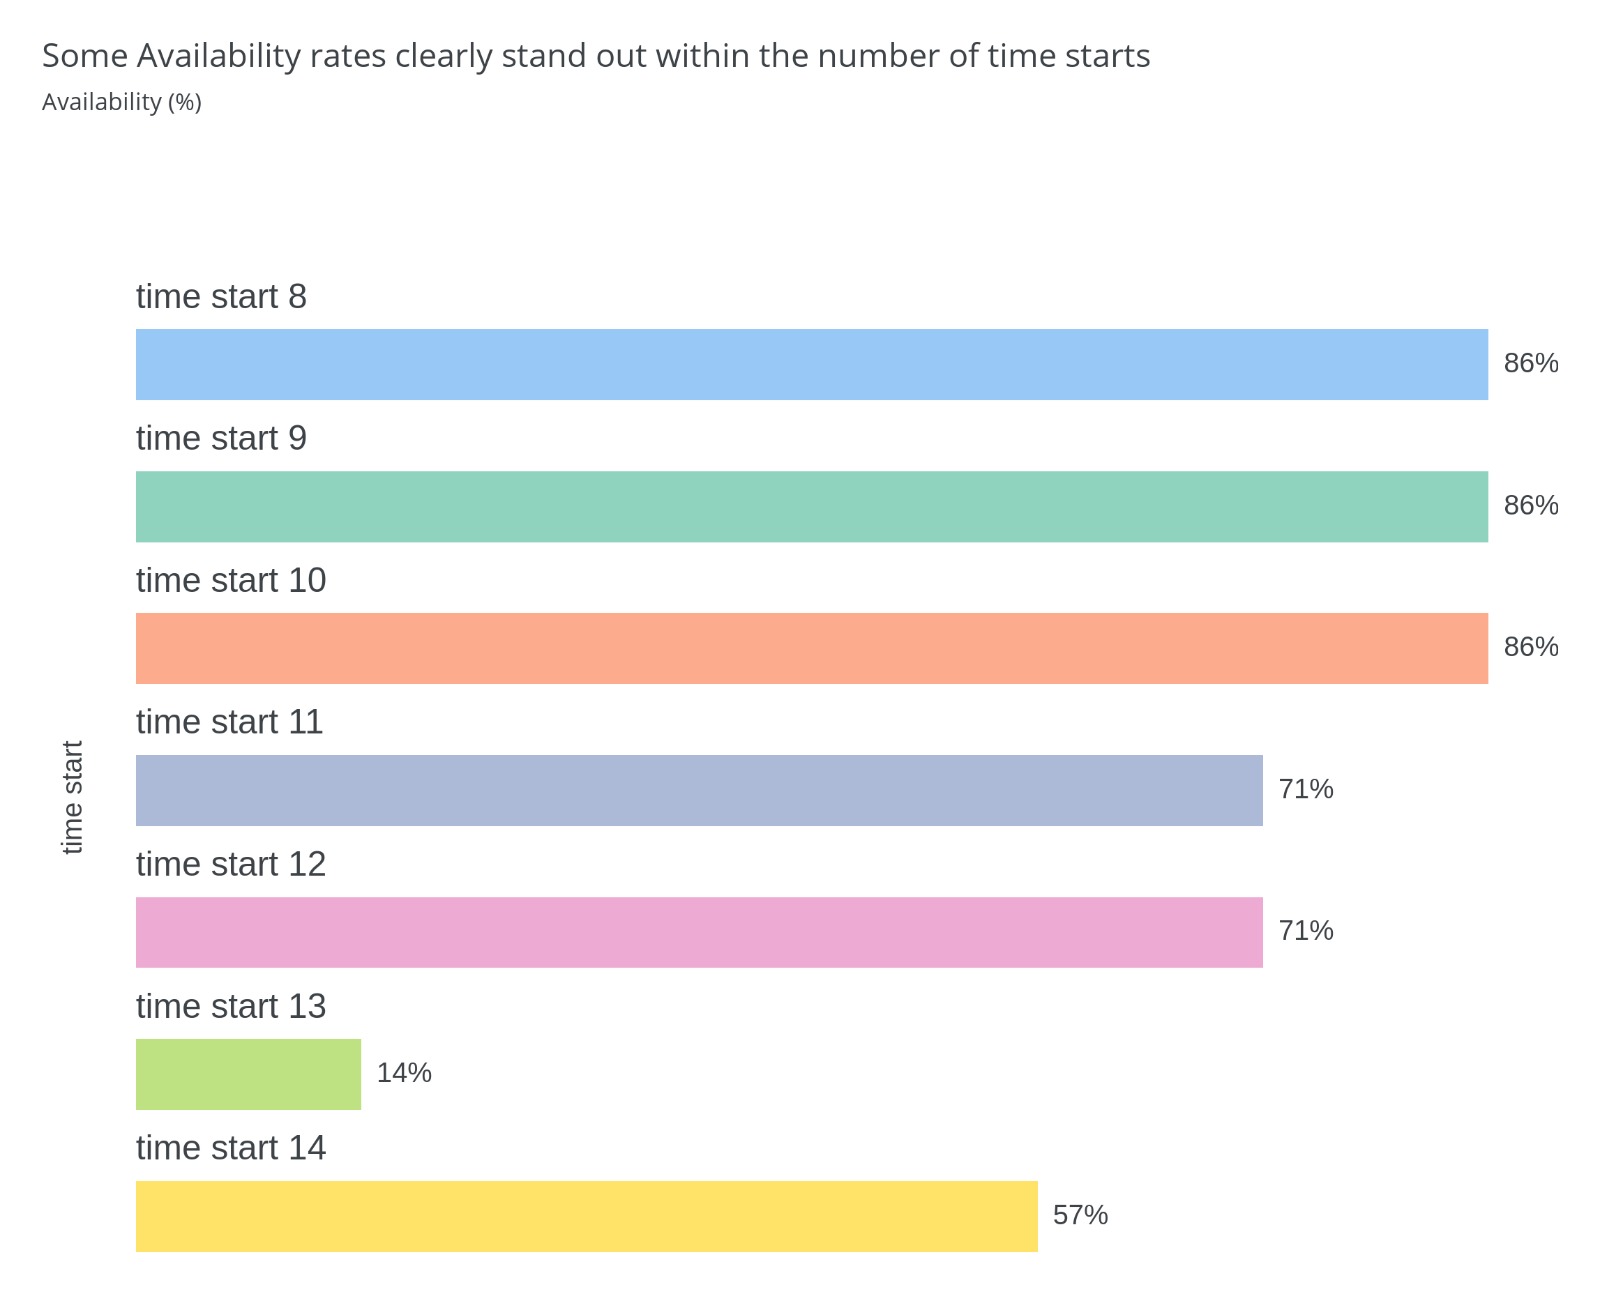 Some Availability rates clearly stand out within the number of time starts
Availability (%)
time start 8
86%
time start 9
86%
time start 10
86%
time start 11
71%
time start
time start 12
71%
time start 13
14%
time start 14
57%